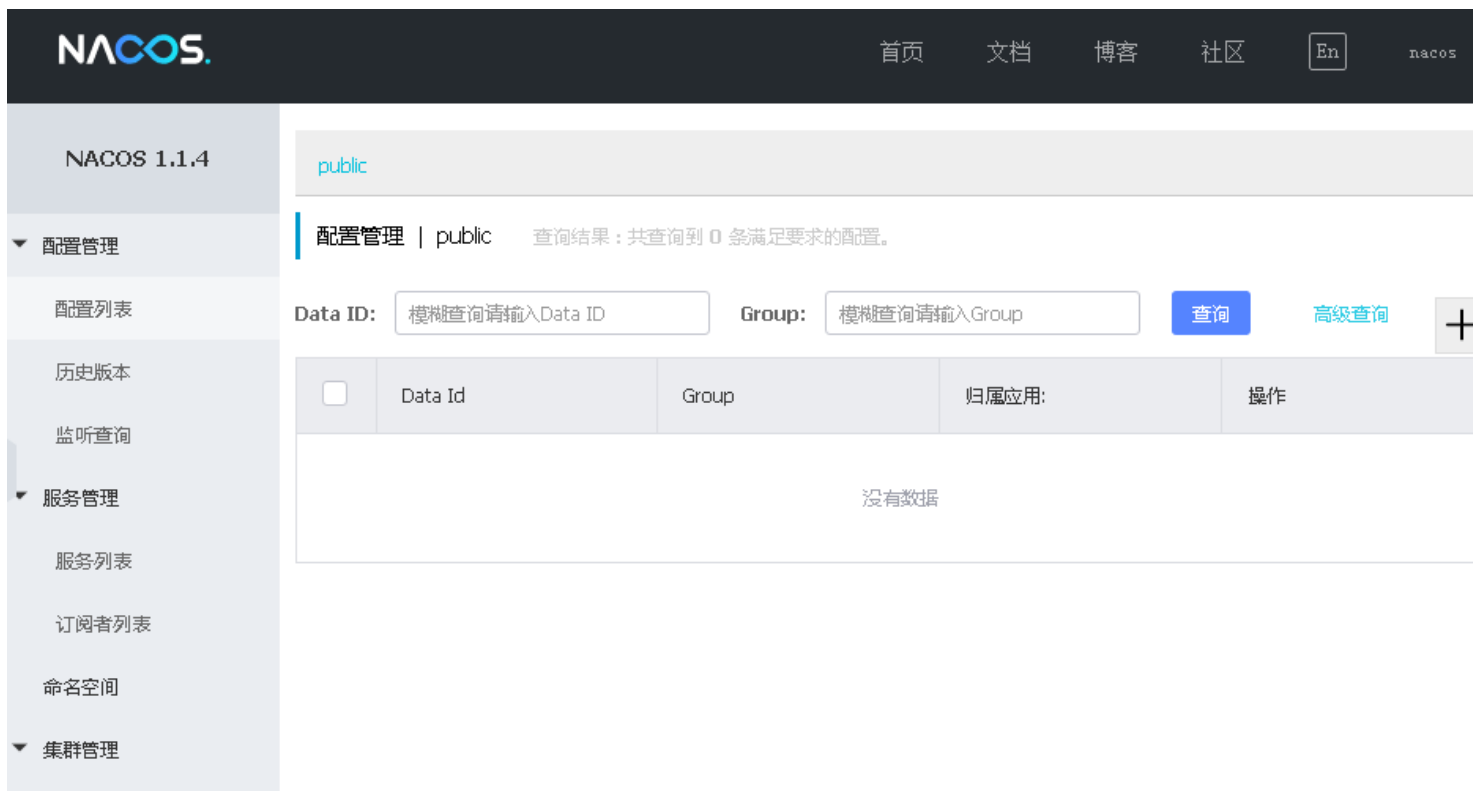 NACOS.
首页 文档 博客 社区 En nacos
NACOS 1.1.4
public
配置管理
配置管理 | public 查询结果：共查询到 0 条满足要求的配置。
配置列表
Data ID: 模糊查询请输入Data ID Group: 模糊查询请输入Group 查询 高级查询
历史版本
Data Id Group 归属应用: 操作
监听查询
服务管理
没有数据
服务列表
订阅者列表
命名空间
集群管理